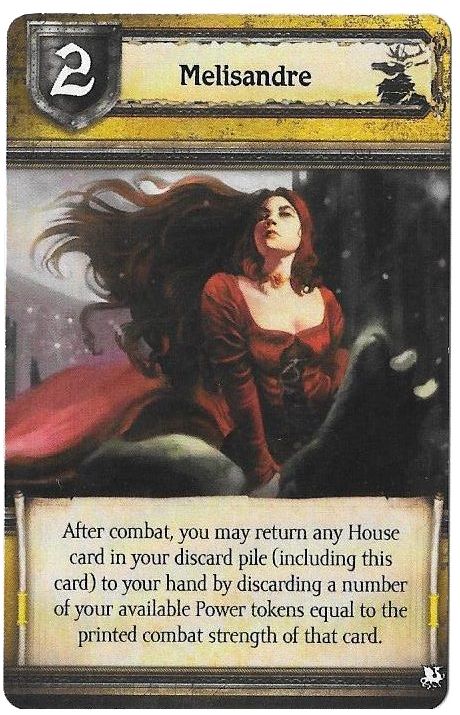 2
Melisandre
After combat, you may return any House
card in your discard pile (including this
card) to your hand by discarding a number
of your available Power tokens equal to the
printed combat strength of that card.